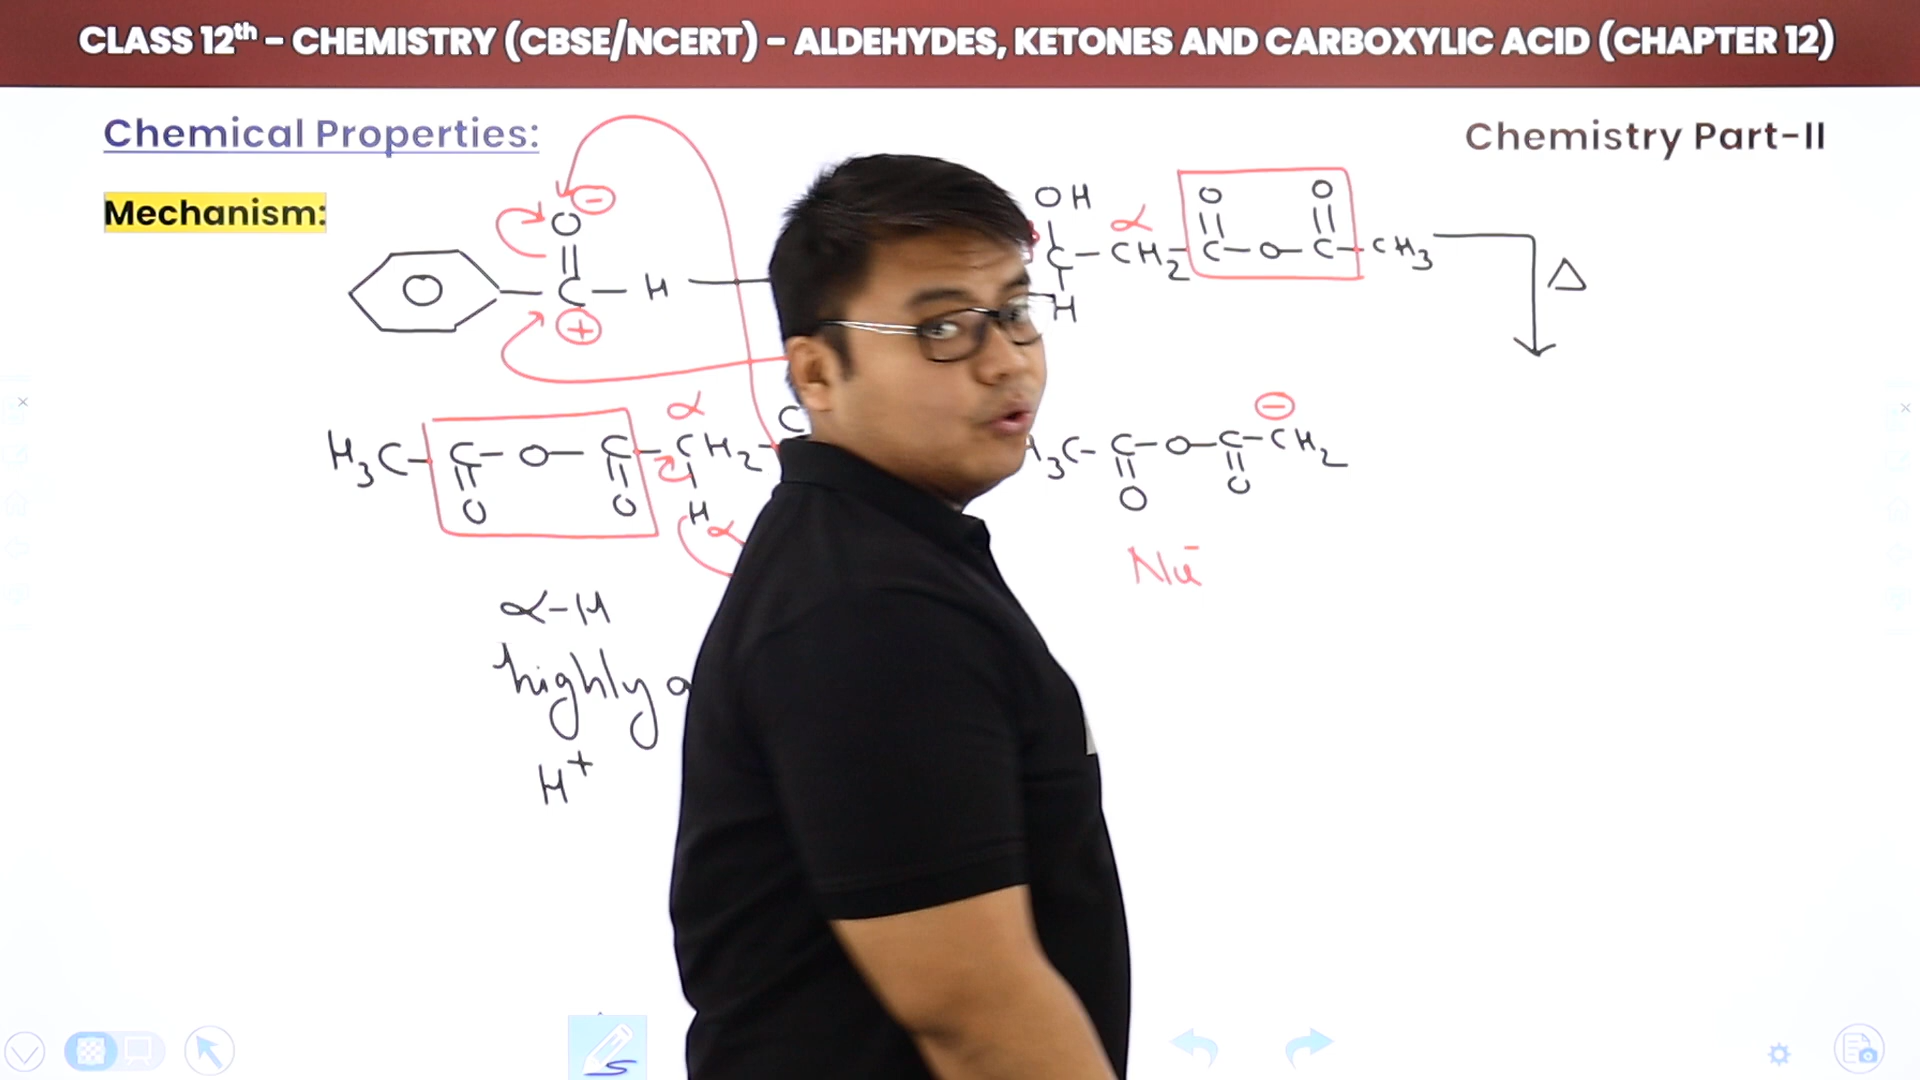 CLASS 12th - CHEMISTRY (CBSE/NCERT) - ALDEHYDES, KETONES AND CARBOXYLIC ACID (CHAPTER 12)
Chemical Properties:
Chemistry Part-II
Mechanism:
O ⊖
||
C — H
⊕
OH O O
α || ||
C - CH2 - C - O - C - CH3
H
Δ
α
H3C - C - O - C - CH2 -
|| || |
O O H
α
⊖
3C - C - O - C - CH2
|| ||
O O
Nu-
α-H
highly
H+